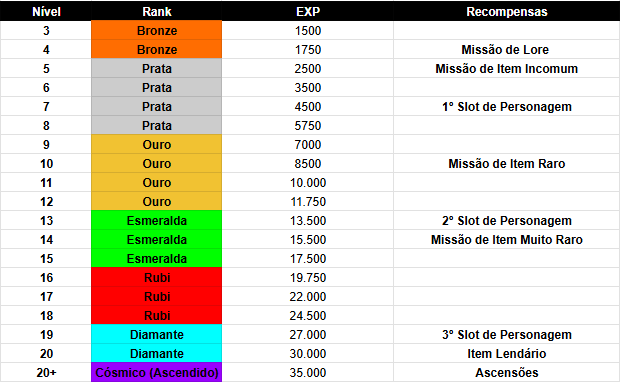 Nível Rank EXP Recompensas
3 Bronze 1500
4 Bronze 1750 Missão de Lore
5 Prata 2500 Missão de Item Incomum
6 Prata 3500
7 Prata 4500 1° Slot de Personagem
8 Prata 5750
9 Ouro 7000
10 Ouro 8500 Missão de Item Raro
11 Ouro 10.000
12 Ouro 11.750
13 Esmeralda 13.500 2° Slot de Personagem
14 Esmeralda 15.500 Missão de Item Muito Raro
15 Esmeralda 17.500
16 Rubi 19.750
17 Rubi 22.000
18 Rubi 24.500
19 Diamante 27.000 3° Slot de Personagem
20 Diamante 30.000 Item Lendário
20+ Cósmico (Ascendido) 35.000 Ascensões